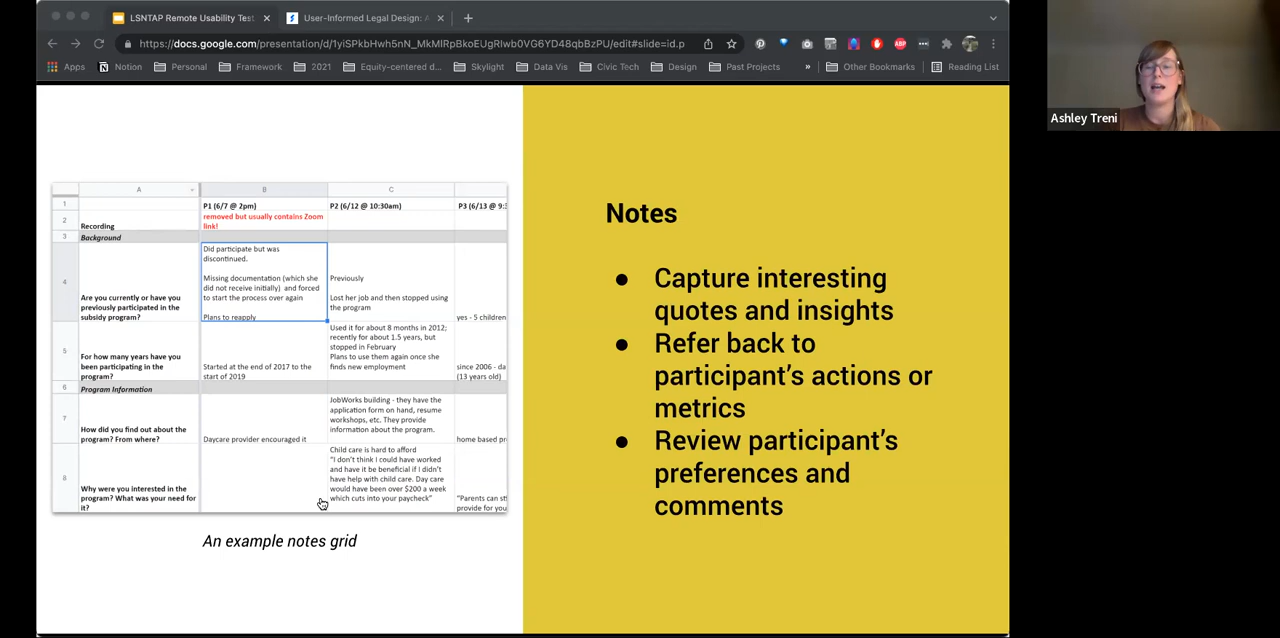 LSNTAP Remote Usability Test
User-Informed Legal Design: A
https://docs.google.com/presentation/d/1yiSPkbHwh5nN_MkMIRpBkoEUgRIwb0VG6YD48qbBzPU/edit#slide=id.p
Apps
Notion
Personal
Framework
2021
Equity-centered d...
Skylight
Data Vis
Civic Tech
Design
Past Projects
»
Other Bookmarks
Reading List
Ashley Treni
A
B
C
1
P1 (6/7 @ 2pm)
P2 (6/12 @ 10:30am)
P3 (6/13 @ 9:3
2
Recording
removed but usually contains Zoom
link!
3
Background
4
Are you currently or have you
previously participated in the
subsidy program?
Did participate but was
discontinued.
Missing documentation (which she
did not receive initially) and forced
to start the process over again
Plans to reapply
Previously
Lost her job and then stopped using
the program
yes - 5 children
5
For how many years have you
been participating in the
program?
Started at the end of 2017 to the
start of 2019
Used it for about 8 months in 2012;
recently for about 1.5 years, but
stopped in February
Plans to use them again once she
finds new employment
since 2006 - da
(13 years old)
6
Program Information
7
How did you find out about the
program? From where?
Daycare provider encouraged it
JobWorks building - they have the
application form on hand, resume
workshops, etc. They provide
information about the program.
home based pr
8
Why were you interested in the
program? What was your need for
it?
Child care is hard to afford
"I don't think I could have worked
and have it be beneficial if I didn't
have help with child care. Day care
would have been over $200 a week
which cuts into your paycheck"
"Parents can st
provide for you
An example notes grid
Notes
● Capture interesting
quotes and insights
● Refer back to
participant's actions or
metrics
● Review participant's
preferences and
comments